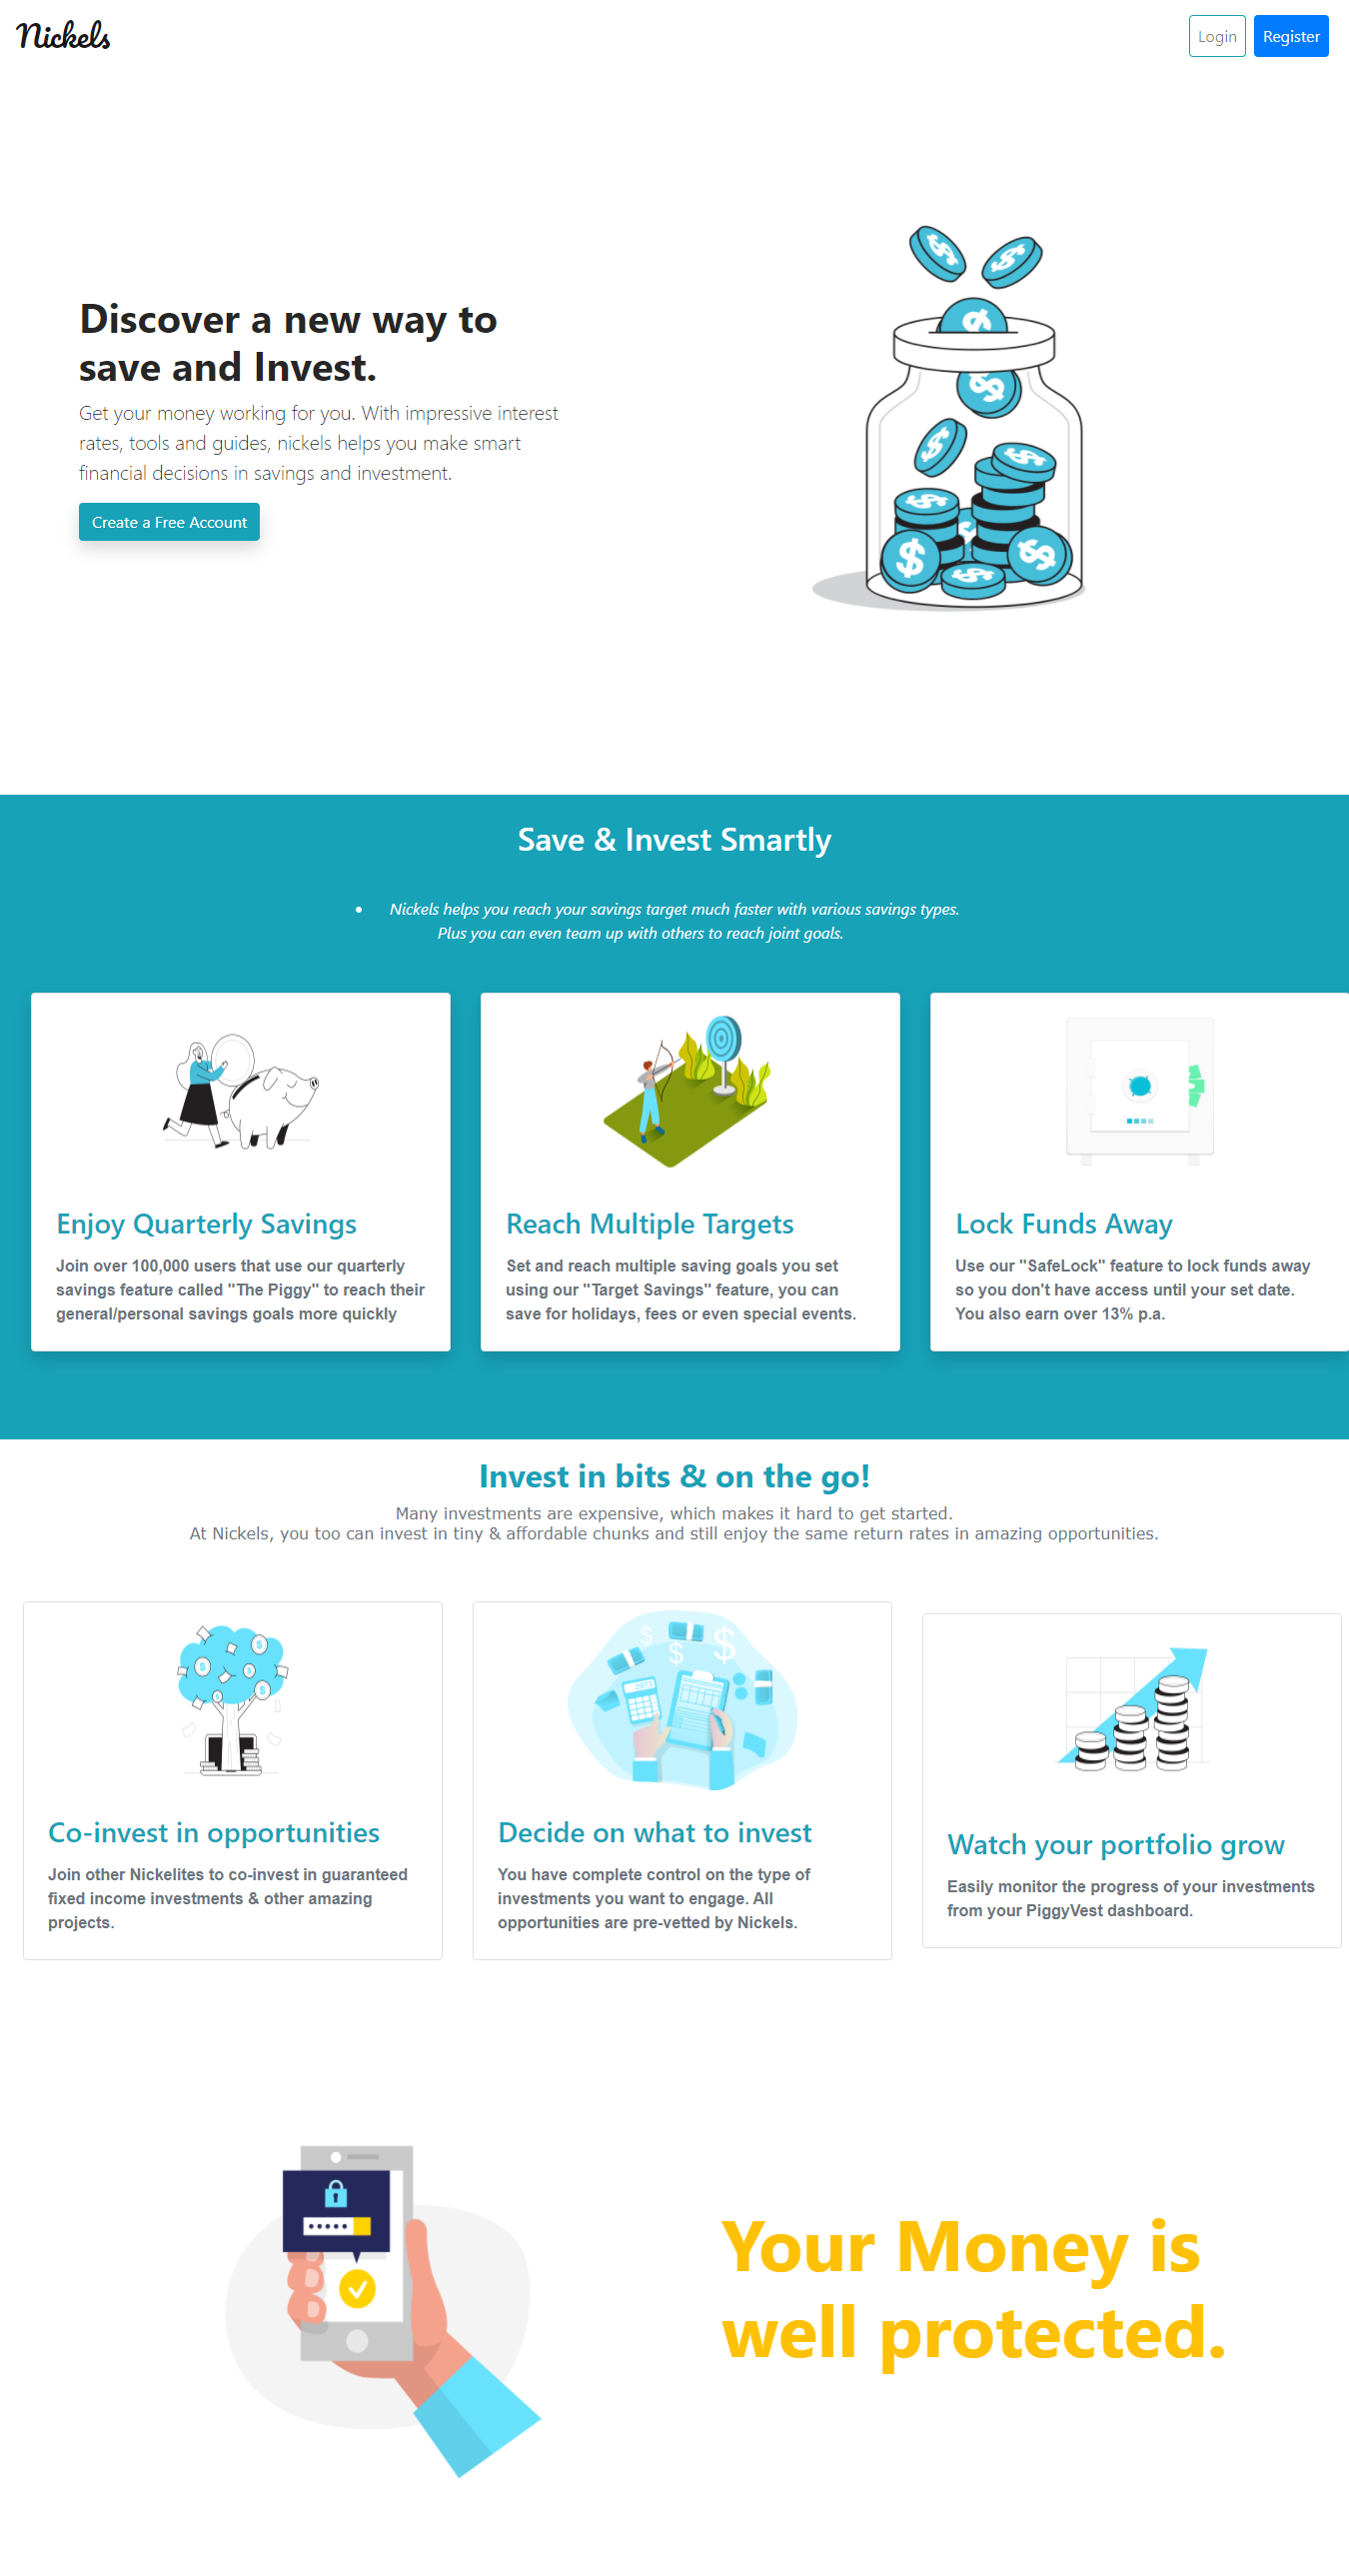 Nickels
Login
Register
Discover a new way to
save and Invest.
Get your money working for you. With impressive interest
rates, tools and guides, nickels helps you make smart
financial decisions in savings and investment.
Create a Free Account
Save & Invest Smartly
• Nickels helps you reach your savings target much faster with various savings types.
Plus you can even team up with others to reach joint goals.
Enjoy Quarterly Savings
Join over 100,000 users that use our quarterly
savings feature called "The Piggy" to reach their
general/personal savings goals more quickly
Reach Multiple Targets
Set and reach multiple saving goals you set
using our "Target Savings" feature, you can
save for holidays, fees or even special events.
Lock Funds Away
Use our "SafeLock" feature to lock funds away
so you don't have access until your set date.
You also earn over 13% p.a.
Invest in bits & on the go!
Many investments are expensive, which makes it hard to get started.
At Nickels, you too can invest in tiny & affordable chunks and still enjoy the same return rates in amazing opportunities.
Co-invest in opportunities
Join other Nickelites to co-invest in guaranteed
fixed income investments & other amazing
projects.
Decide on what to invest
You have complete control on the type of
investments you want to engage. All
opportunities are pre-vetted by Nickels.
Watch your portfolio grow
Easily monitor the progress of your investments
from your PiggyVest dashboard.
Your Money is
well protected.